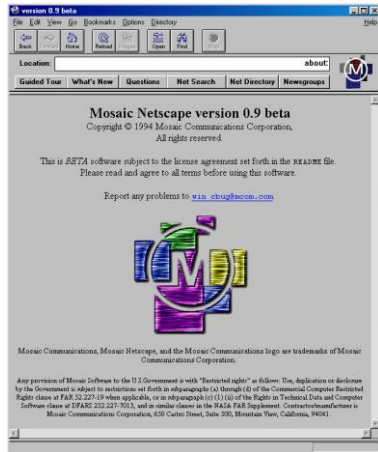 version 0.9 beta
File Edit View Go Bookmarks Options Directory Help
Back Forward Home Reload Images Open Find Stop
Location: about:
Guided Tour What's New Questions Net Search Net Directory Newsgroups
Mosaic Netscape version 0.9 beta
Copyright © 1994 Mosaic Communications Corporation,
All rights reserved.
This is BETA software subject to the license agreement set forth in the README file.
Please read and agree to all terms before using this software.
Report any problems to win_cbug@mcom.com.
M
Mosaic Communications, Mosaic Netscape, and the Mosaic Communications logo are trademarks of Mosaic
Communications Corporation.
Any provision of Mosaic Software to the U.S.Government is with "Restricted rights" as follows: Use, duplication or disclosure
by the Government is subject to restrictions set forth in subparagraphs (a) through (d) of the Commercial Computer Restricted
Rights clause at FAR 52.227-19 when applicable, or in subparagraph (c) (1) (ii) of the Rights in Technical Data and Computer
Software clause at DFARS 252.227-7013, and in similar clauses in the NASA FAR Supplement. Contractor/manufacturer is
Mosaic Communications Corporation, 650 Castro Street, Suite 500, Mountain View, California, 94041.